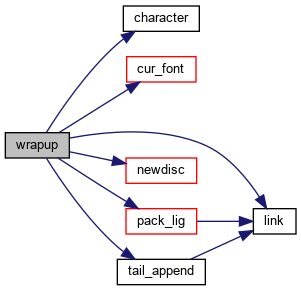 character
cur_font
wrapup
newdisc
pack_lig
link
tail_append